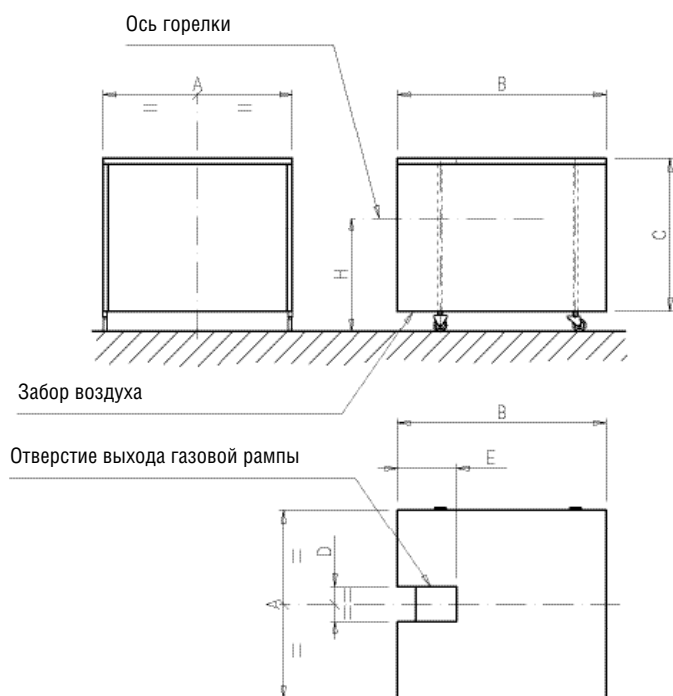 Ось горелки
A
B
C
H
Забор воздуха
B
Отверстие выхода газовой рампы
E
D
A